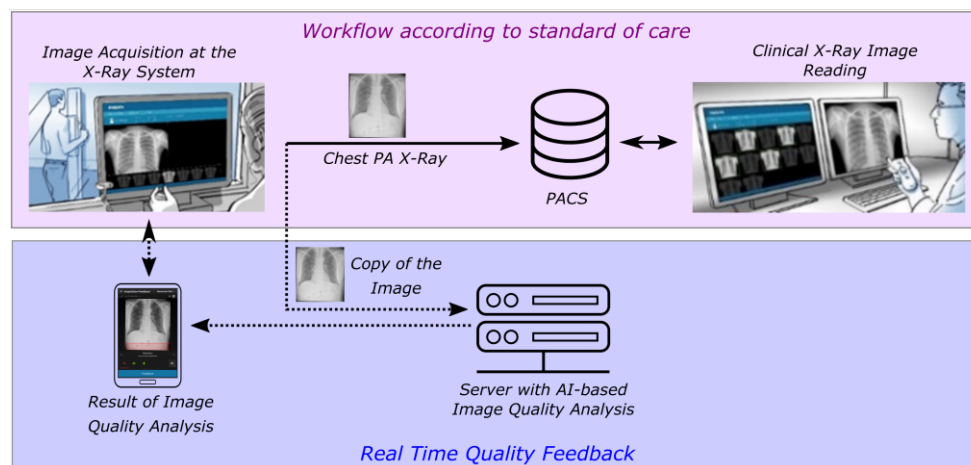 Workflow according to standard of care
Image Acquisition at the
X-Ray System
Clinical X-Ray Image
Reading
Chest PA X-Ray
PACS
Copy of the
Image
Result of Image
Quality Analysis
Server with AI-based
Image Quality Analysis
Real Time Quality Feedback